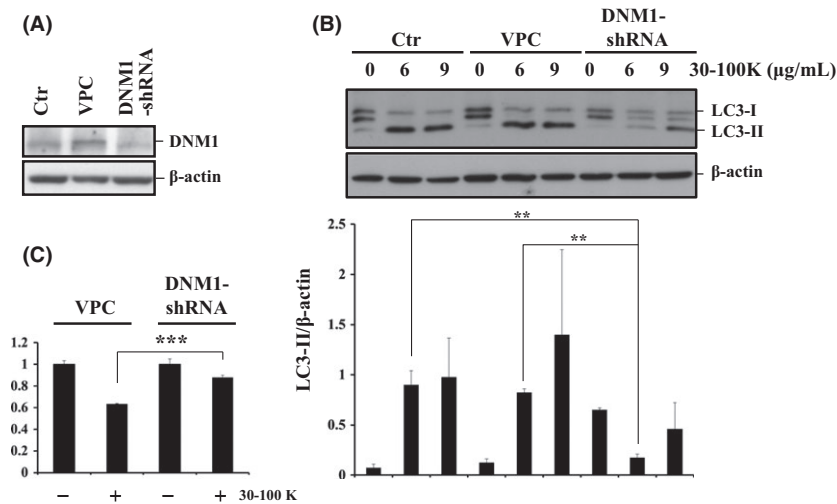 (A)
Ctr
VPC
DNM1
-shRNA
DNM1
β-actin
(B)
Ctr
VPC
DNM1-
shRNA
0 6 9 0 6 9 0 6 9 30-100K (μg/mL)
LC3-I
LC3-II
β-actin
**
**
2.5
2
1.5
1
0.5
0
LC3-II/β-actin
(C)
VPC
DNM1-
shRNA
***
1.2
1
0.8
0.6
0.4
0.2
0
− + − + 30-100 K